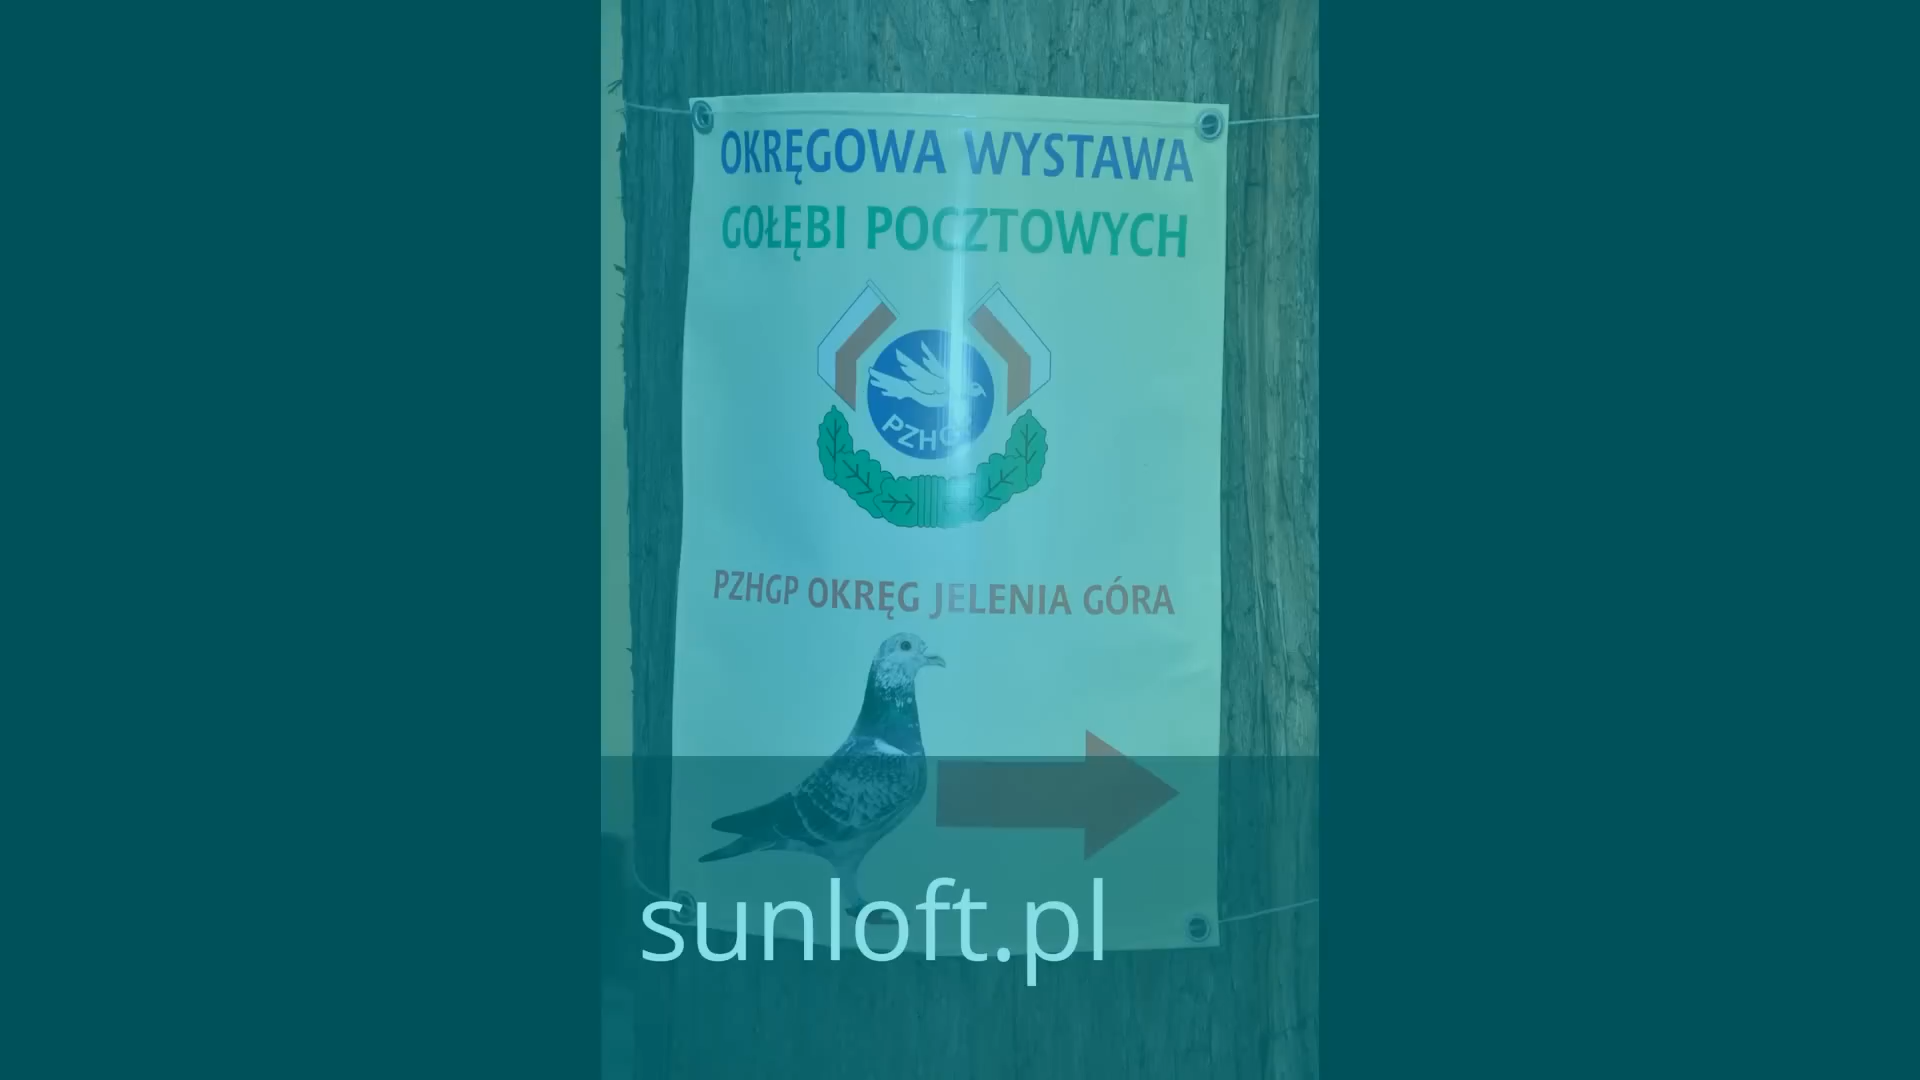 OKRĘGOWA WYSTAWA
GOŁĘBI POCZTOWYCH
PZHGP
PZHGP OKRĘG JELENIA GÓRA
sunloft.pl